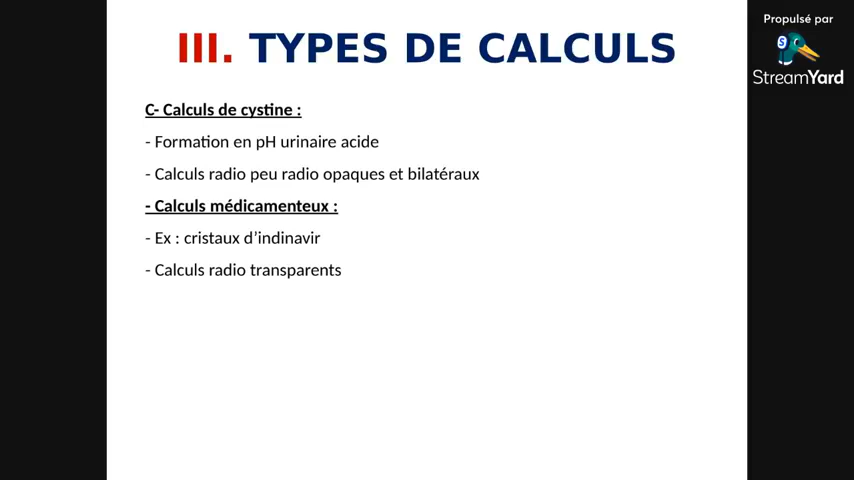 III. TYPES DE CALCULS
C- Calculs de cystine :
- Formation en pH urinaire acide
- Calculs radio peu radio opaques et bilatéraux
- Calculs médicamenteux :
- Ex : cristaux d’indinavir
- Calculs radio transparents
Propulsé par
S
StreamYard